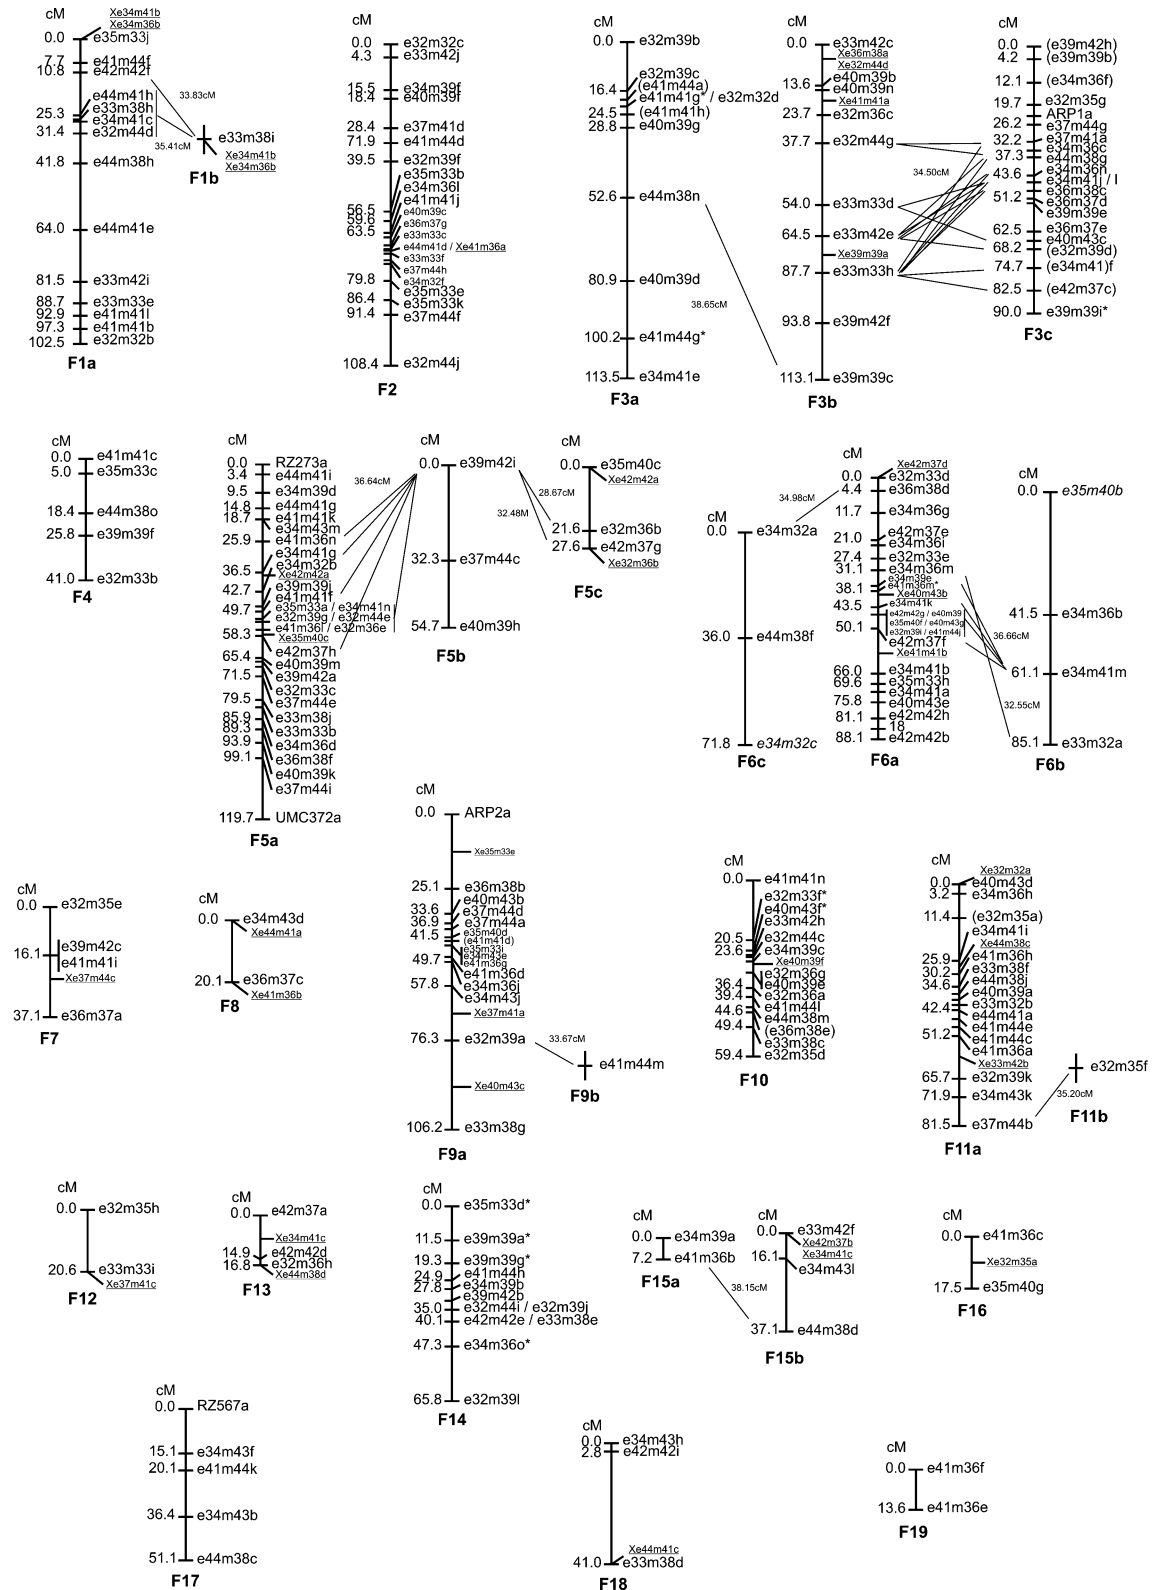 cM
Xe34m41b
Xe34m36b
0.0 e35m33j
7.7 e41m44f
10.8 e42m42f
e44m41h
e33m38h
25.3 e34m41c
31.4 e32m44d
41.8 e44m38h
64.0 e44m41e
81.5 e33m42i
88.7 e33m33e
92.9 e41m41l
97.3 e41m41b
102.5 e32m32b
F1a
33.83cM
35.41cM
e33m38i
Xe34m41b
Xe34m36b
F1b
cM
0.0 e32m32c
4.3 e33m42j
15.5 e34m39f
18.4 e40m39f
28.4 e37m41d
71.9 e41m44d
39.5 e32m39f
e35m33b
e34m36l
e41m41j
56.5 e40m39c
59.6 e36m37g
63.5 e33m33c
e44m41d / Xe41m36a
e33m33f
e37m44h
79.8 e34m32f
e35m33e
86.4 e35m33k
91.4 e37m44f
108.4 e32m44j
F2
cM
0.0 e32m39b
e32m39c
16.4 (e41m44a)
e41m41g* / e32m32d
24.5 (e41m41h)
28.8 e40m39g
52.6 e44m38n
80.9 e40m39d
100.2 e41m44g*
113.5 e34m41e
F3a
38.65cM
cM
0.0 e33m42c
Xe36m38a
Xe32m44d
13.6 e40m39b
e40m39n
Xe41m41a
23.7 e32m36c
37.7 e32m44g
54.0 e33m33d
64.5 e33m42e
Xe39m39a
87.7 e33m33h
93.8 e39m42f
113.1 e39m39c
F3b
34.50cM
cM
0.0 (e39m42h)
4.2 (e39m39b)
12.1 (e34m36f)
19.7 e32m35g
ARP1a
26.2 e37m44g
32.2 e37m41a
e34m36c
37.3 e44m38g
43.6 e34m36h
e34m41j / l
51.2 e36m38c
e36m37d
e39m39e
62.5 e36m37e
e40m43c
68.2 (e32m39d)
74.7 (e34m41)f
82.5 (e42m37c)
90.0 e39m39i*
F3c
cM
0.0 e41m41c
5.0 e35m33c
18.4 e44m38o
25.8 e39m39f
41.0 e32m33b
F4
cM
0.0 RZ273a
3.4 e44m41i
9.5 e34m39d
14.8 e44m41g
18.7 e41m41k
e34m43m
25.9 e41m36n
e34m41g
36.5 e34m32b
Xe42m42a
42.7 e39m39j
e41m41f
49.7 e35m33a / e34m41n
e32m39g / e32m44e
e41m36l / e32m36e
58.3 Xe35m40c
e42m37h
65.4 e40m39m
71.5 e39m42a
e32m33c
79.5 e37m44e
85.9 e33m38j
89.3 e33m33b
93.9 e34m36d
99.1 e36m38f
e40m39k
e37m44i
119.7 UMC372a
F5a
36.64cM
cM
0.0 e39m42i
32.3 e37m44c
54.7 e40m39h
F5b
28.67cM
32.48M
cM
0.0 e35m40c
Xe42m42a
21.6 e32m36b
27.6 e42m37g
Xe32m36b
F5c
cM
0.0 e34m32a
36.0 e44m38f
71.8 e34m32c
F6c
34.98cM
cM
Xe42m37d
0.0 e32m33d
4.4 e36m38d
11.7 e34m36g
21.0 e42m37e
e34m36i
27.4 e32m33e
31.1 e34m36m
e34m39e
38.1 e41m36m*
Xe40m43b
43.5 e34m41k
e42m42g / e40m39
e35m40f / e40m43g
50.1 e32m39i / e41m44j
e42m37f
Xe41m41b
66.0 e34m41b
69.6 e35m33h
e34m41a
75.8 e40m43e
81.1 e42m42h
18
88.1 e42m42b
F6a
36.66cM
32.55cM
cM
0.0 e35m40b
41.5 e34m36b
61.1 e34m41m
85.1 e33m32a
F6b
cM
0.0 e32m35e
16.1 e39m42c
e41m41i
Xe37m44c
37.1 e36m37a
F7
cM
0.0 e34m43d
Xe44m41a
20.1 e36m37c
Xe41m36b
F8
cM
0.0 ARP2a
Xe35m33e
25.1 e36m38b
e40m43b
33.6 e37m44d
36.9 e37m44a
41.5 e35m40d
(e41m41d)
e35m33i
49.7 e34m43e
e41m36g
e41m36d
57.8 e34m36j
e34m43j
Xe37m41a
76.3 e32m39a
Xe40m43c
106.2 e33m38g
F9a
33.67cM
e41m44m
F9b
cM
0.0 e41m41n
e32m33f*
e40m43f*
e33m42h
20.5 e32m44c
23.6 e34m39c
Xe40m39f
e32m36g
36.4 e40m39e
39.4 e32m36a
44.6 e41m44l
e44m38m
49.4 (e36m38e)
e33m38c
59.4 e32m35d
F10
cM
Xe32m32a
0.0 e40m43d
3.2 e34m36h
11.4 (e32m35a)
e34m41i
Xe44m38c
25.9 e41m36h
30.2 e33m38f
34.6 e44m38j
e40m39a
42.4 e33m32b
e44m41a
51.2 e41m44e
e41m44c
e41m36a
Xe33m42b
65.7 e32m39k
71.9 e34m43k
81.5 e37m44b
F11a
35.20cM
e32m35f
F11b
cM
0.0 e32m35h
20.6 e33m33i
Xe37m41c
F12
cM
0.0 e42m37a
Xe34m41c
14.9 e42m42d
16.8 e32m36h
Xe44m38d
F13
cM
0.0 e35m33d*
11.5 e39m39a*
19.3 e39m39g*
24.9 e41m44h
27.8 e34m39b
e39m42b
35.0 e32m44i / e32m39j
40.1 e42m42e / e33m38e
47.3 e34m36o*
65.8 e32m39l
F14
cM
0.0 e34m39a
7.2 e41m36b
F15a
38.15cM
cM
0.0 e33m42f
Xe42m37b
16.1 Xe34m41c
e34m43l
37.1 e44m38d
F15b
cM
0.0 e41m36c
Xe32m35a
17.5 e35m40g
F16
cM
0.0 RZ567a
15.1 e34m43f
20.1 e41m44k
36.4 e34m43b
51.1 e44m38c
F17
cM
0.0 e34m43h
2.8 e42m42i
Xe44m41c
41.0 e33m38d
F18
cM
0.0 e41m36f
13.6 e41m36e
F19